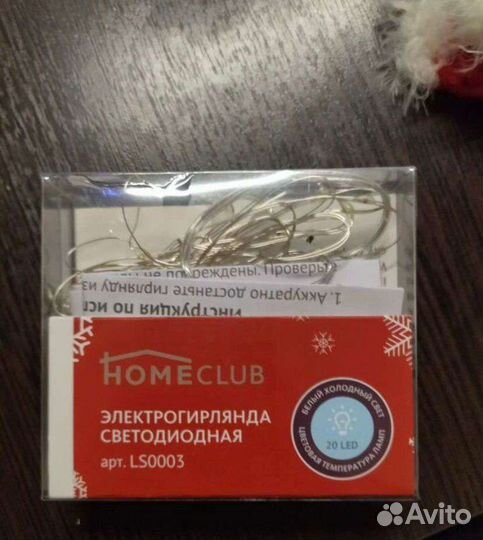 не повреждены. Проверьте
1. Аккуратно достаньте гирлянду из
Инструкция по исп
HOMECLUB
ЭЛЕКТРОГИРЛЯНДА
СВЕТОДИОДНАЯ
арт. LS0003
БЕЛЫЙ ХОЛОДНЫЙ СВЕТ
20 LED
ЦВЕТОВАЯ ТЕМПЕРАТУРА ЛАМП
Avito